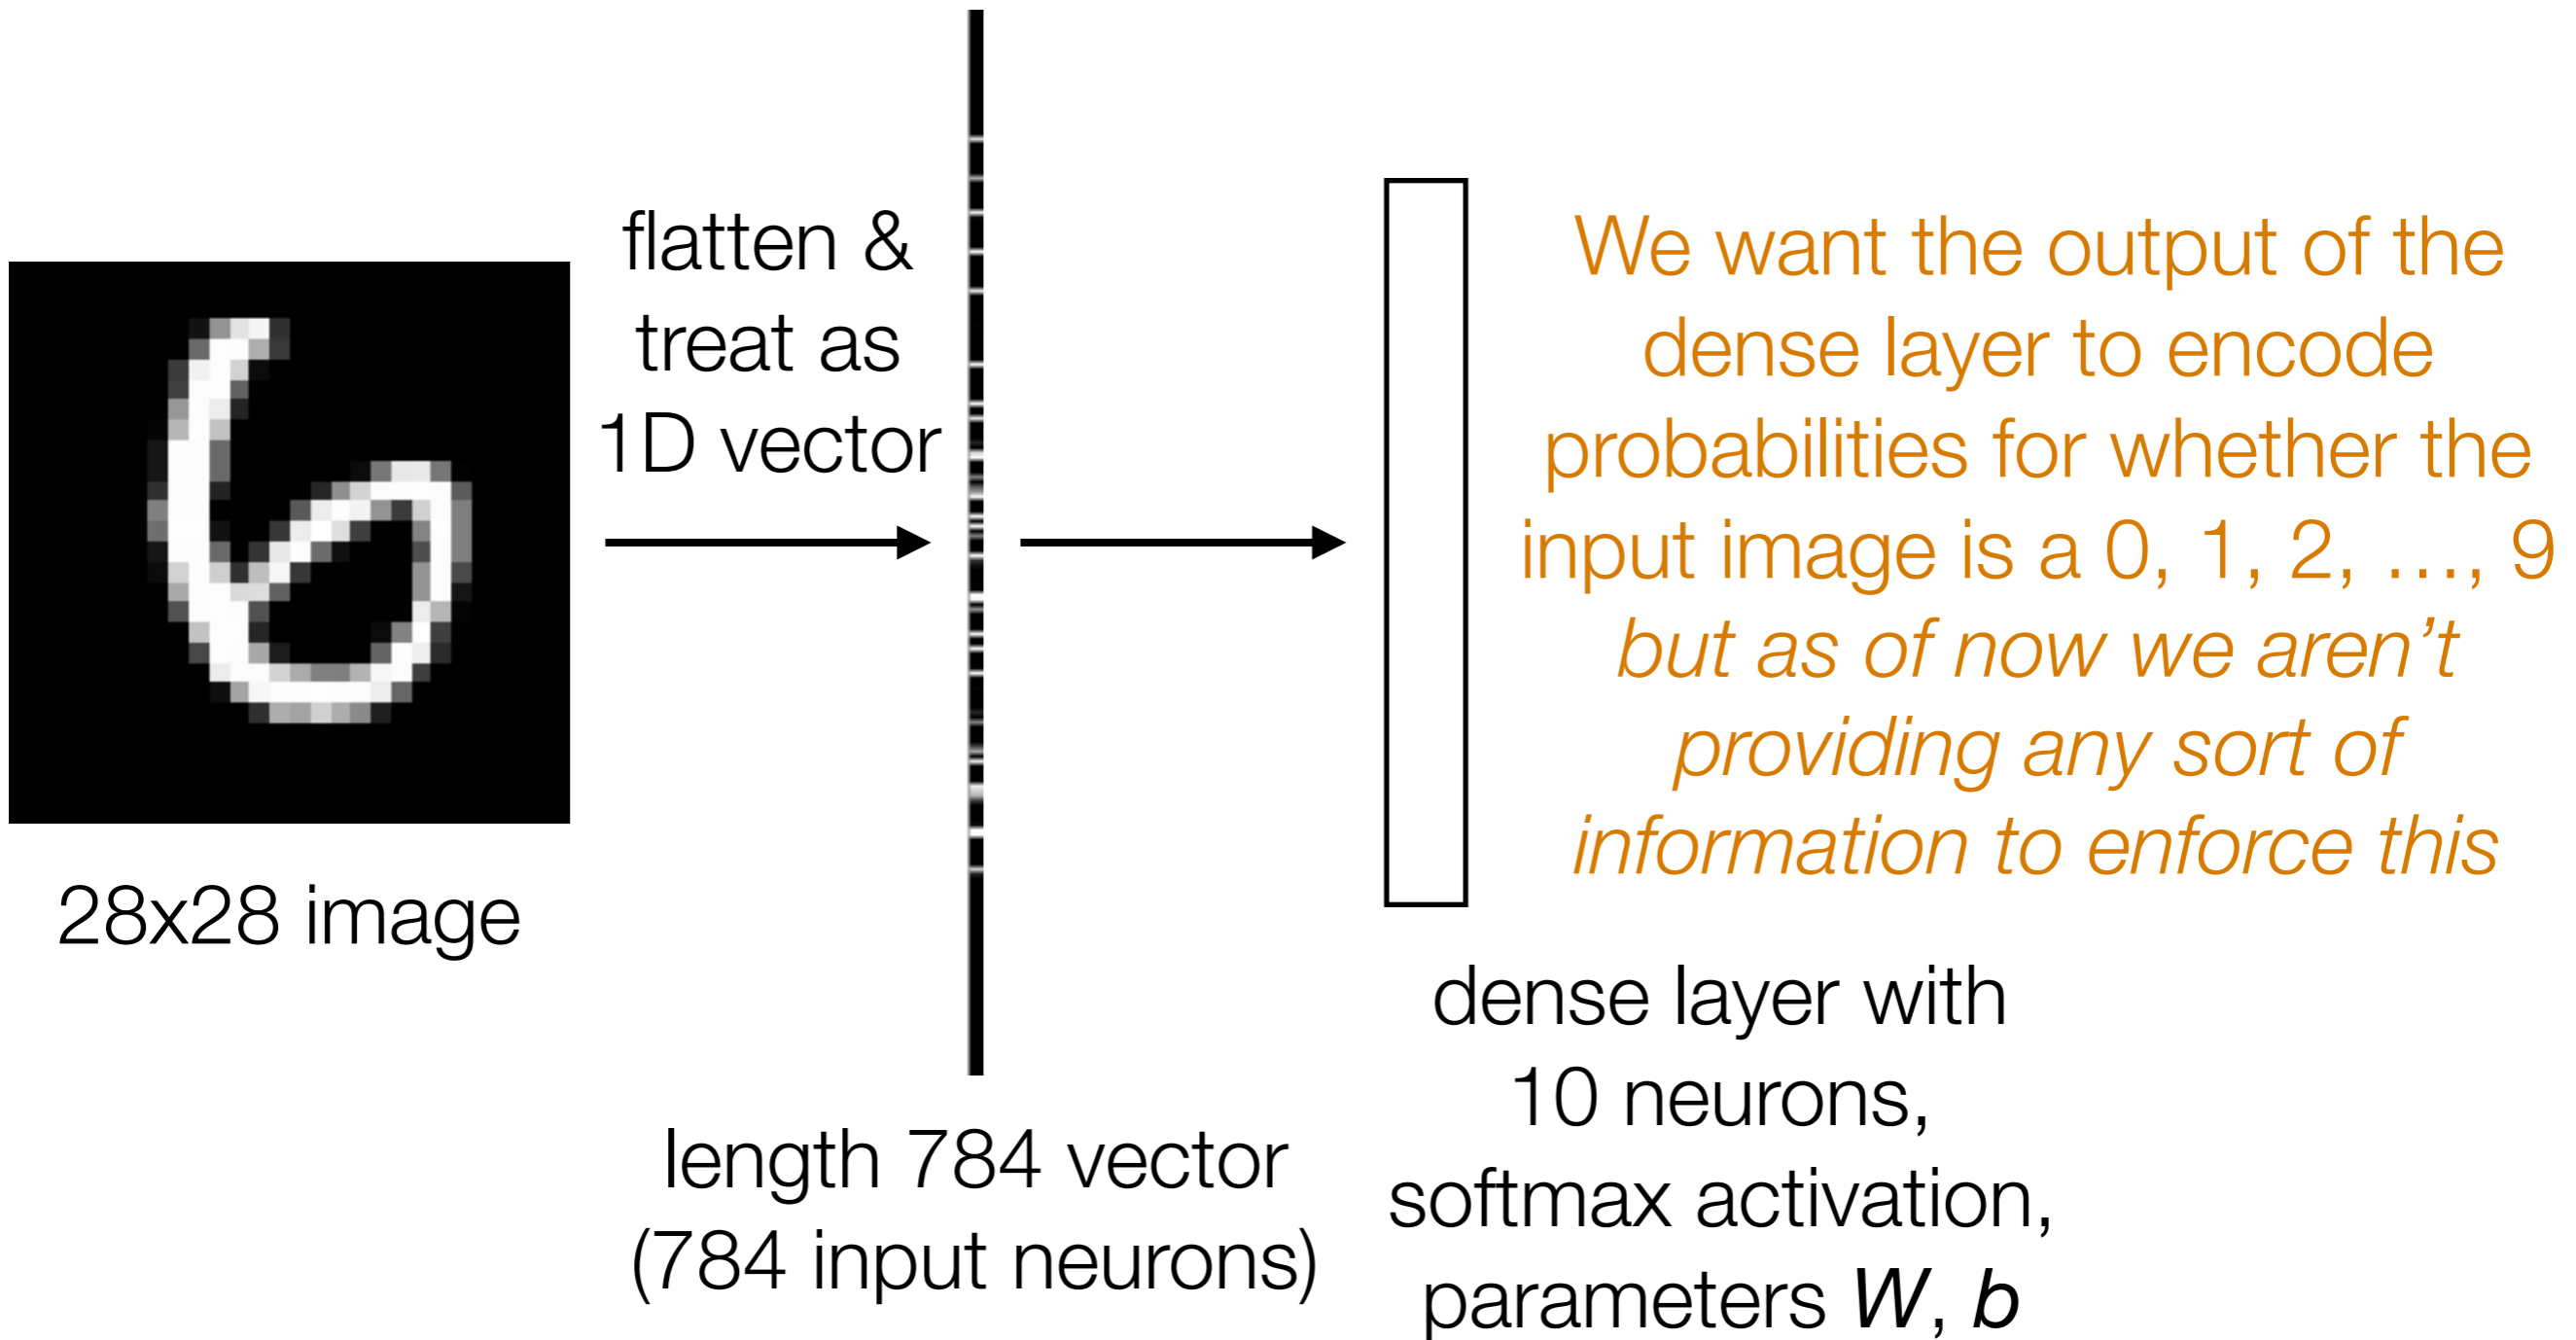 flatten &
treat as
1D vector
28x28 image
length 784 vector
(784 input neurons)
We want the output of the
dense layer to encode
probabilities for whether the
input image is a 0, 1, 2, …, 9
but as of now we aren’t
providing any sort of
information to enforce this
dense layer with
10 neurons,
softmax activation,
parameters W, b